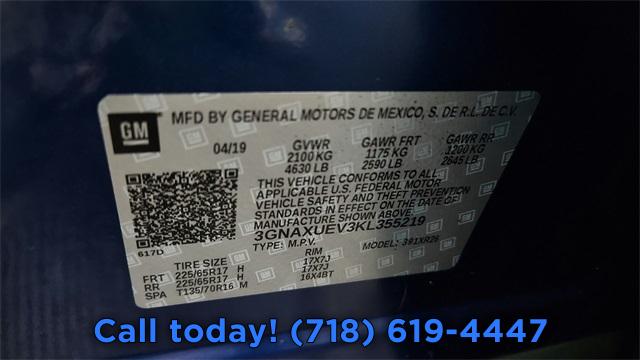 GM
MFD BY GENERAL MOTORS DE MEXICO, S. DE R.L. DE C.V.
04/19 GVWR GAWR FRT GAWR RR
2100 KG 1175 KG 1200 KG
4630 LB 2590 LB 2645 LB
THIS VEHICLE CONFORMS TO ALL
APPLICABLE U.S. FEDERAL MOTOR
VEHICLE SAFETY AND THEFT PREVENTION
STANDARDS IN EFFECT ON THE DATE OF
MANUFACTURE SHOWN ABOVE.
3GNAXUEV3KL355219
617D TYPE: M.P.V. MODEL: 391XR26
TIRE SIZE RIM
FRT 225/65R17 H 17X7J
RR 225/65R17 H 17X7J
SPA T135/70R16 M 16X4BT
Call today! (718) 619-4447